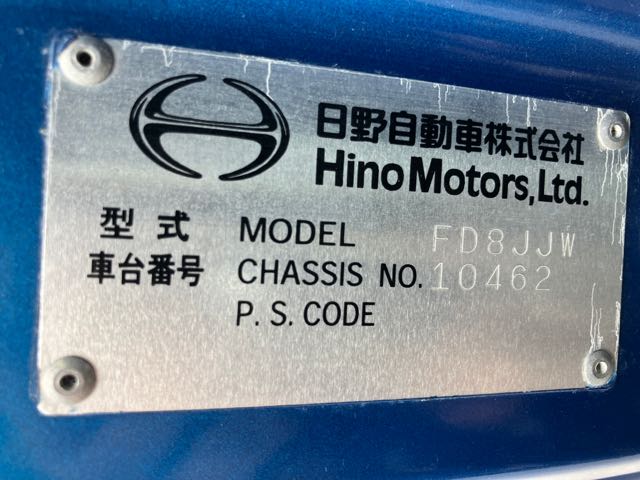 日野自動車株式会社
Hino Motors, Ltd.
型式 MODEL FD8JJW
車台番号 CHASSIS NO. 10462
P. S. CODE